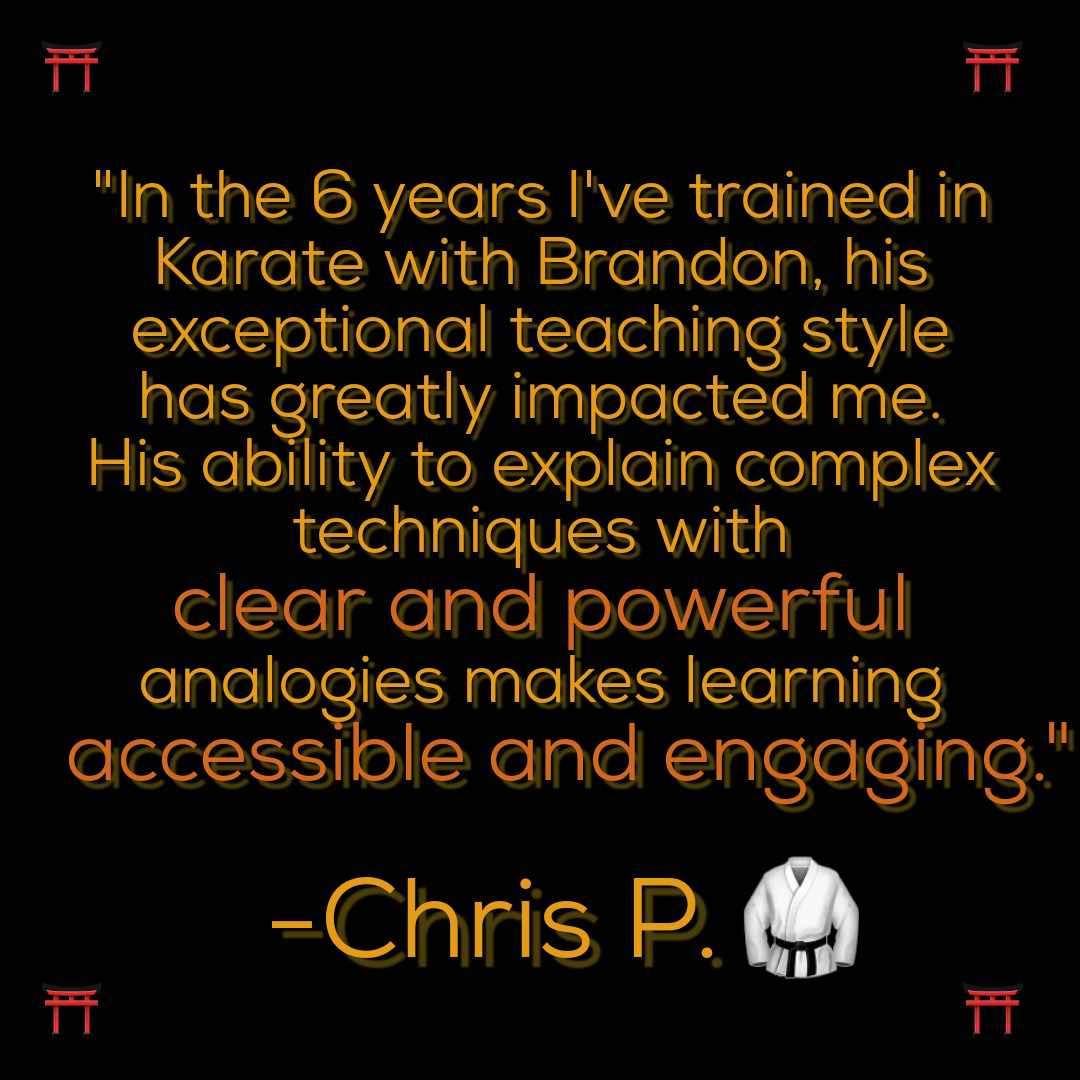 "In the 6 years I've trained in
Karate with Brandon, his
exceptional teaching style
has greatly impacted me.
His ability to explain complex
techniques with
clear and powerful
analogies makes learning
accessible and engaging."
-Chris P.